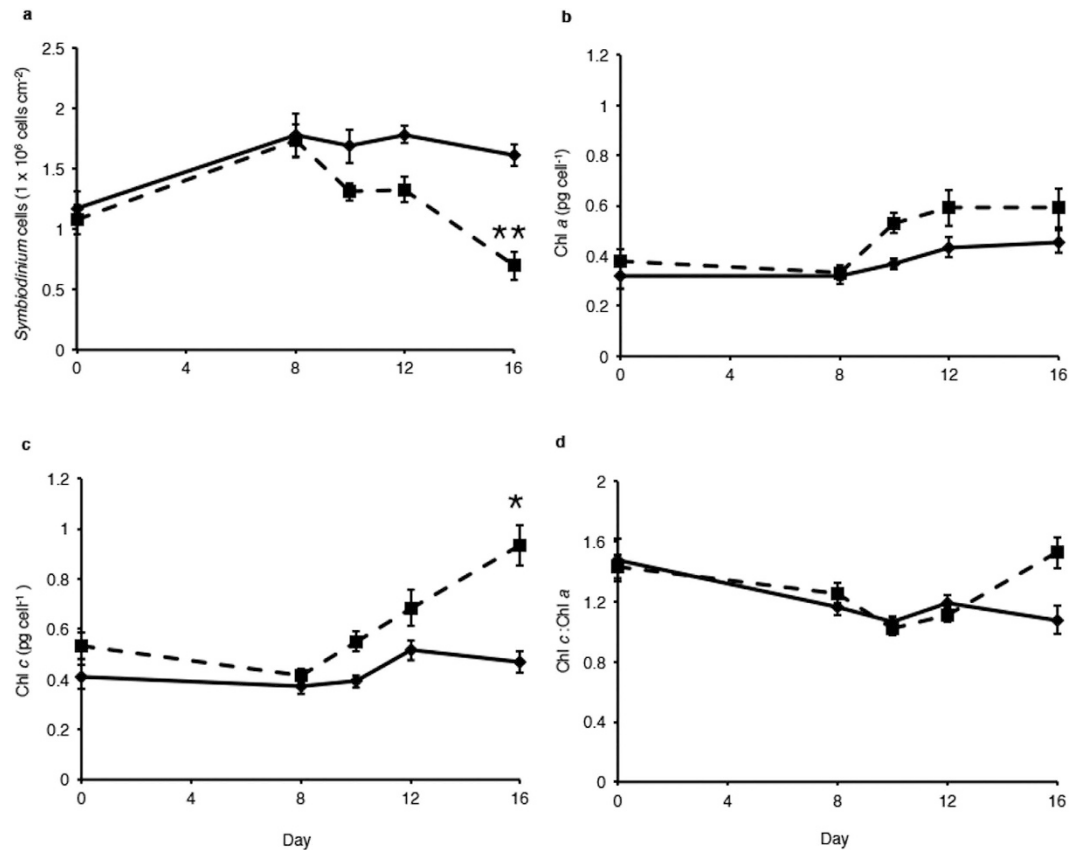 a
Symbiodinium cells (1 x 10⁶ cells cm⁻²)
2.5
2
1.5
1
0.5
0
0 4 8 12 16
**
b
Chl a (pg cell⁻¹)
1.2
1
0.8
0.6
0.4
0.2
0
0 4 8 12 16
c
Chl c (pg cell⁻¹)
1.2
1
0.8
0.6
0.4
0.2
0
0 4 8 12 16
*
Day
d
Chl c :Chl a
2
1.6
1.2
0.8
0.4
0
0 4 8 12 16
Day